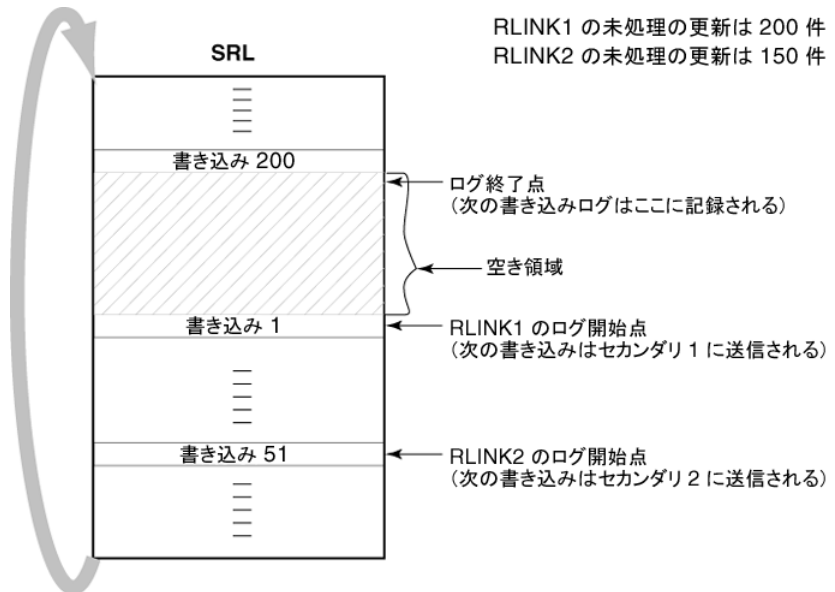 RLINK1 の未処理の更新は 200 件
RLINK2 の未処理の更新は 150 件
SRL
書き込み 200
ログ終了点
（次の書き込みログはここに記録される）
空き領域
書き込み 1
RLINK1 のログ開始点
（次の書き込みはセカンダリ 1 に送信される）
書き込み 51
RLINK2 のログ開始点
（次の書き込みはセカンダリ 2 に送信される）